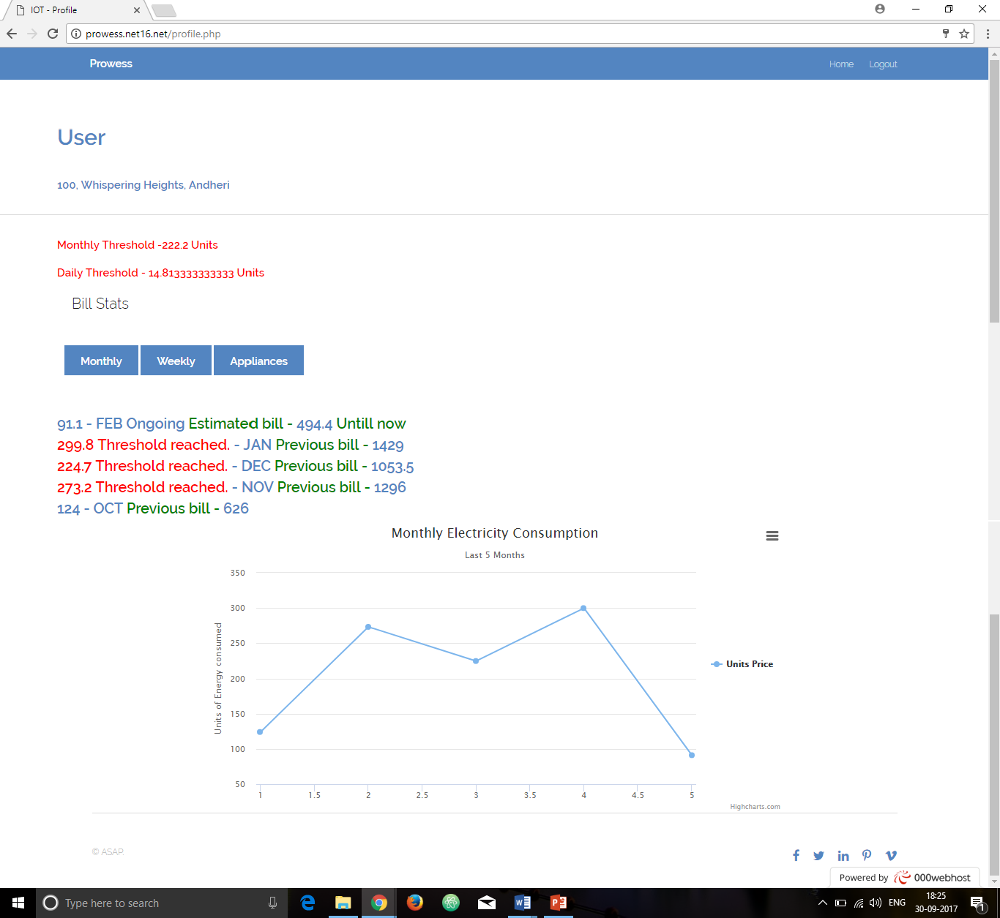 IOT - Profile
prowess.net16.net/profile.php
Prowess
Home Logout
User
100, Whispering Heights, Andheri
Monthly Threshold -222.2 Units
Daily Threshold - 14.813333333333 Units
Bill Stats
Monthly Weekly Appliances
91.1 - FEB Ongoing Estimated bill - 494.4 Untill now
299.8 Threshold reached. - JAN Previous bill - 1429
224.7 Threshold reached. - DEC Previous bill - 1053.5
273.2 Threshold reached. - NOV Previous bill - 1296
124 - OCT Previous bill - 626
Monthly Electricity Consumption
Last 5 Months
Units of Energy consumed
350
300
250
200
150
100
50
1 1.5 2 2.5 3 3.5 4 4.5 5
Units Price
Highcharts.com
© ASAP.
Powered by 000webhost
Type here to search
ENG
18:25
30-09-2017
1